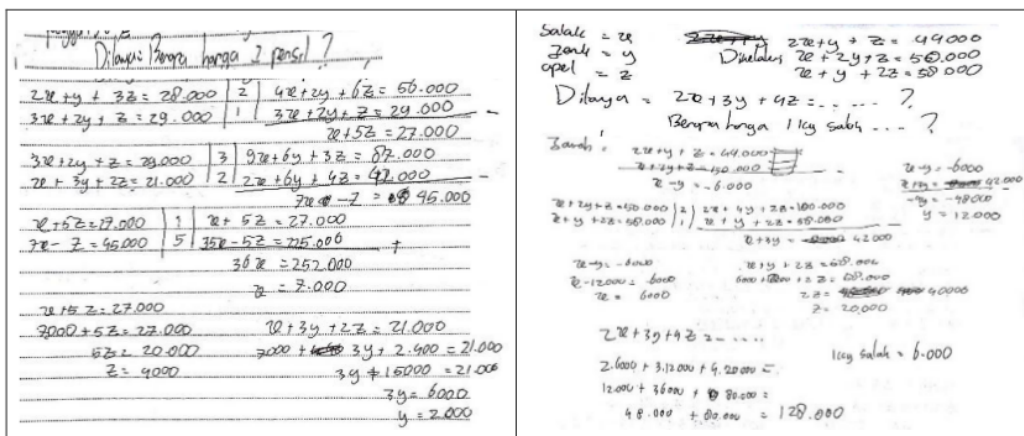 Ditanya: Berapa harga 2 pensil ?
2x+y + 3z = 28.000 | 2 | 4x+2y+6z = 56.000
3x+2y+z = 29.000 | 1 | 3x+2y+z = 29.000 -
x+5z = 27.000
3x+2y+z = 29.000 | 3 | 9x+6y+3z = 87.000
x+3y+2z = 21.000 | 2 | 2x+6y+4z = 42.000 -
7x - z = 45.000
x+5z = 27.000 | 1 | x+5z = 27.000
7x - z = 45.000 | 5 | 35x-5z = 225.000 +
36x = 252.000
x = 7.000
x+5z = 27.000
7000+5z = 27.000
5z = 20.000
z = 4000
x+3y+2z = 21.000
7000 + 3y + 2.400 = 21.000
3y + 15000 = 21.000
3y = 6000
y = 2.000
Salak = x
Jeruk = y
apel = z
2x+y + z = 44.000
Diketahui x + 2y + z = 50.000
x + y + 2z = 58.000
Ditanya = 2x + 3y + 4z = ..... ?
Berapa harga 1 kg salak ... ?
Jawab :
2x+y + z = 44.000
x+2y+z = 50.000
x - y = -6.000
x+2y+z = 50.000 | 2 | 2x + 4y + 2z = 100.000
x+y+2z = 58.000 | 1 | x + y + 2z = 58.000
x + 3y = 42.000
x-y = -6000
x+3y = 42.000
-4y = -48000
y = 12.000
x-y = -6000
x-12000 = -6000
x = 6000
x+y + 2z = 58.000
2z = 40000
z = 20,000
2x + 3y + 4z = ....
2.6000 + 3.12000 + 4.20000 =
12000 + 36000 + 80.000 =
48.000 + 80.000 = 128.000
1 kg salak = 6.000